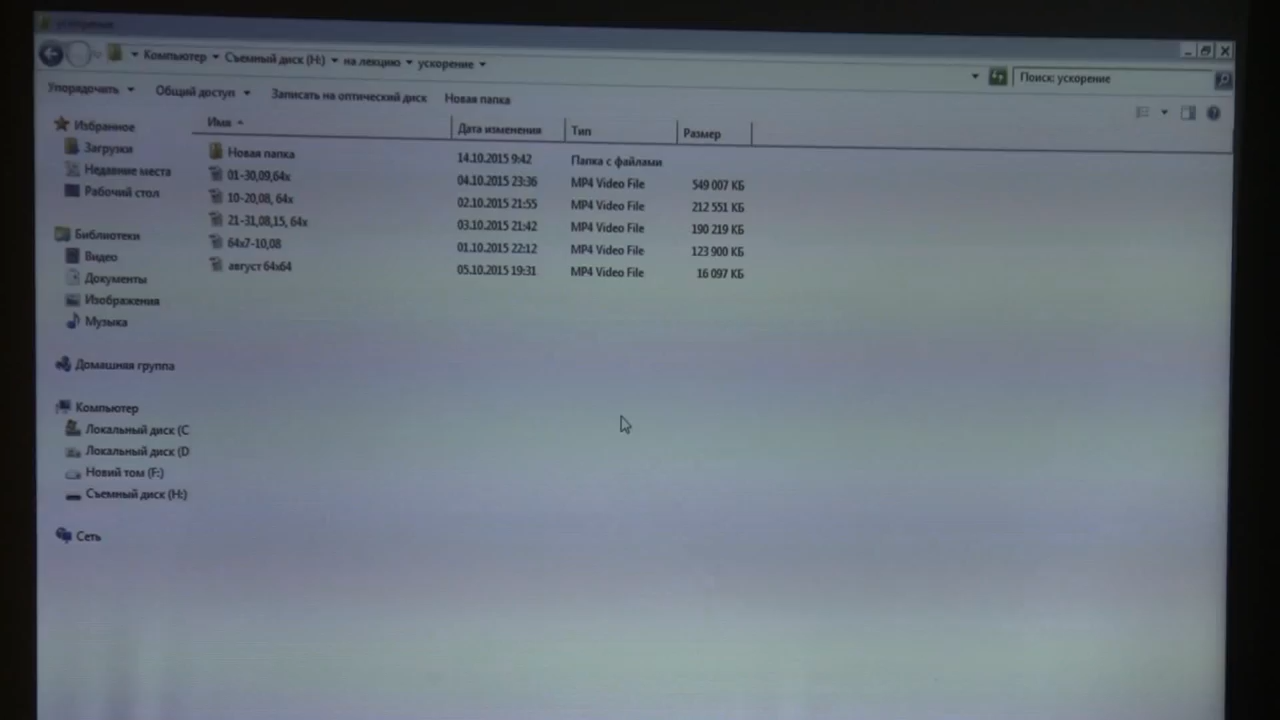 ускорение
Компьютер Съемный диск (H:) на лекцию ускорение
Поиск: ускорение
Упорядочить Общий доступ Записать на оптический диск Новая папка
Имя Дата изменения Тип Размер
Избранное
Загрузки
Недавние места
Рабочий стол
Библиотеки
Видео
Документы
Изображения
Музыка
Домашняя группа
Компьютер
Локальный диск (C
Локальный диск (D
Новий том (F:)
Съемный диск (H:)
Сеть
Новая папка 14.10.2015 9:42 Папка с файлами
01-30,09,64x 04.10.2015 23:36 MP4 Video File 549 007 КБ
10-20,08, 64x 02.10.2015 21:55 MP4 Video File 212 551 КБ
21-31,08,15, 64x 03.10.2015 21:42 MP4 Video File 190 219 КБ
64x7-10,08 01.10.2015 22:12 MP4 Video File 123 900 КБ
август 64x64 05.10.2015 19:31 MP4 Video File 16 097 КБ